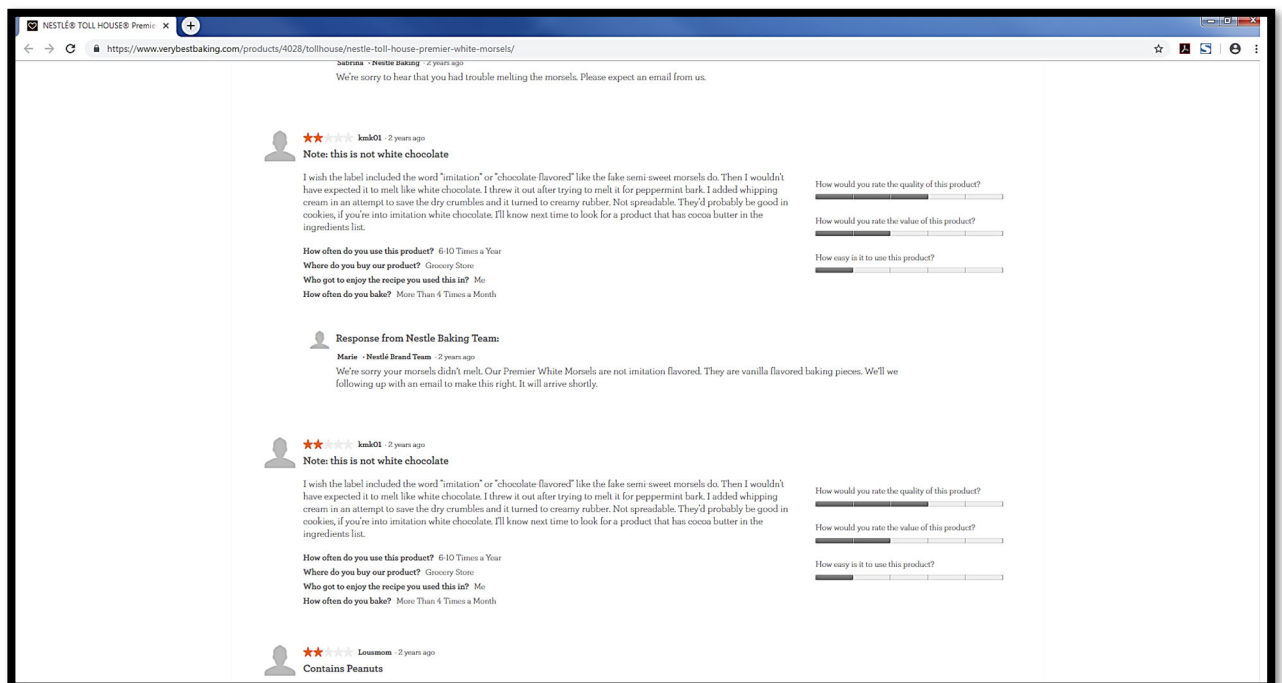 NESTLÉ® TOLL HOUSE® Premie
https://www.verybestbaking.com/products/4028/tollhouse/nestle-toll-house-premier-white-morsels/
Sabrina · Nestlé Baking · 2 years ago
We're sorry to hear that you had trouble melting the morsels. Please expect an email from us.
kmk01 · 2 years ago
Note: this is not white chocolate
I wish the label included the word "imitation" or "chocolate-flavored" like the fake semi-sweet morsels do. Then I wouldn't
have expected it to melt like white chocolate. I threw it out after trying to melt it for peppermint bark. I added whipping
cream in an attempt to save the dry crumbles and it turned to creamy rubber. Not spreadable. They'd probably be good in
cookies, if you're into imitation white chocolate. I'll know next time to look for a product that has cocoa butter in the
ingredients list.
How often do you use this product? 6-10 Times a Year
Where do you buy our product? Grocery Store
Who got to enjoy the recipe you used this in? Me
How often do you bake? More Than 4 Times a Month
How would you rate the quality of this product?
How would you rate the value of this product?
How easy is it to use this product?
Response from Nestle Baking Team:
Marie · Nestlé Brand Team · 2 years ago
We're sorry your morsels didn't melt. Our Premier White Morsels are not imitation flavored. They are vanilla flavored baking pieces. We'll we
following up with an email to make this right. It will arrive shortly.
kmk01 · 2 years ago
Note: this is not white chocolate
I wish the label included the word "imitation" or "chocolate-flavored" like the fake semi-sweet morsels do. Then I wouldn't
have expected it to melt like white chocolate. I threw it out after trying to melt it for peppermint bark. I added whipping
cream in an attempt to save the dry crumbles and it turned to creamy rubber. Not spreadable. They'd probably be good in
cookies, if you're into imitation white chocolate. I'll know next time to look for a product that has cocoa butter in the
ingredients list.
How often do you use this product? 6-10 Times a Year
Where do you buy our product? Grocery Store
Who got to enjoy the recipe you used this in? Me
How often do you bake? More Than 4 Times a Month
How would you rate the quality of this product?
How would you rate the value of this product?
How easy is it to use this product?
Lousmom · 2 years ago
Contains Peanuts